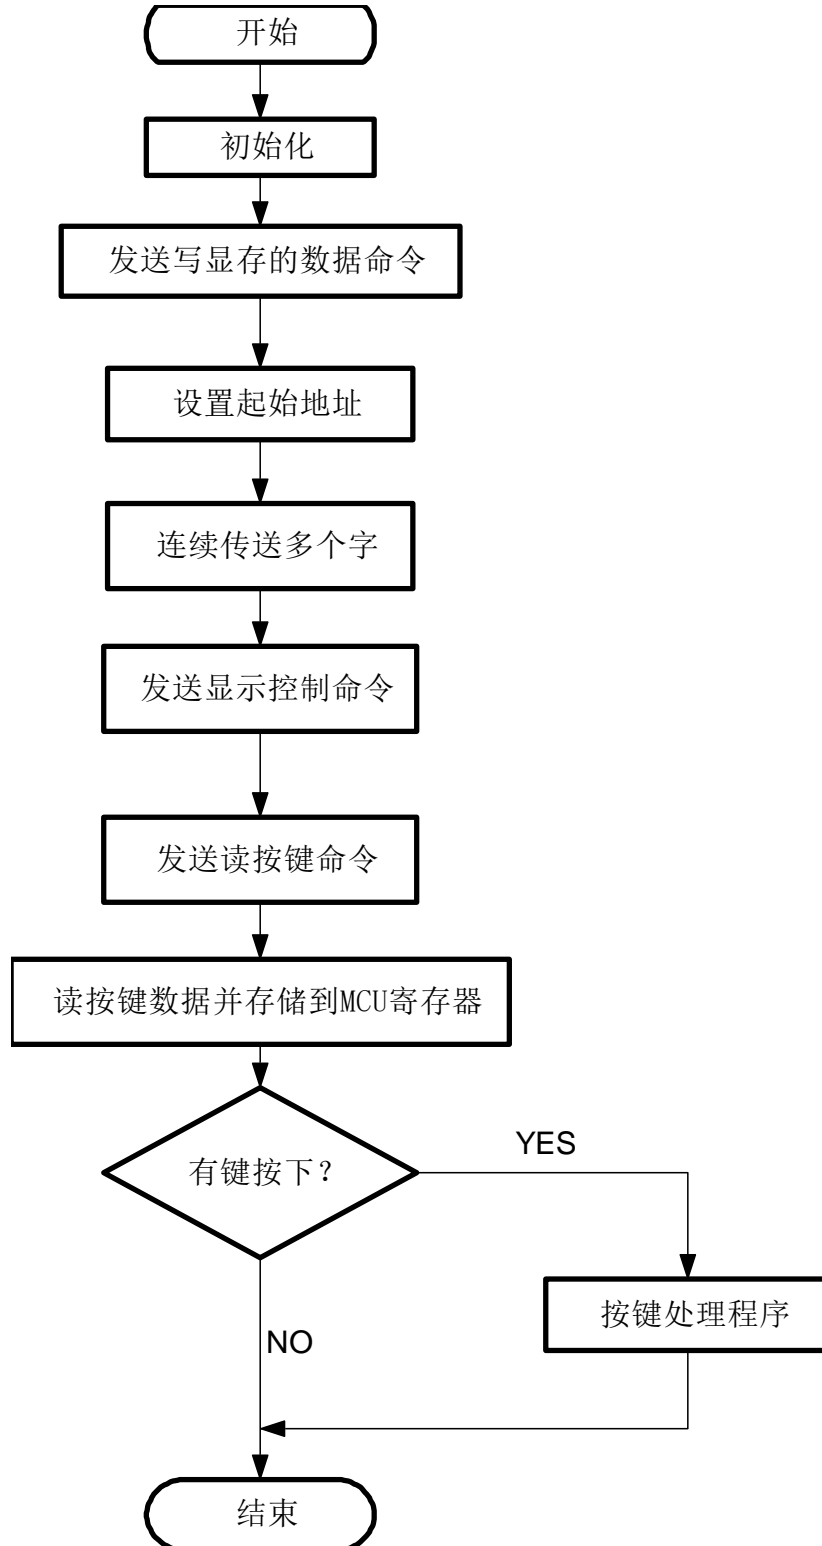 开始
初始化
发送写显存的数据命令
设置起始地址
连续传送多个字
发送显示控制命令
发送读按键命令
读按键数据并存储到MCU寄存器
有键按下?
YES
按键处理程序
NO
结束